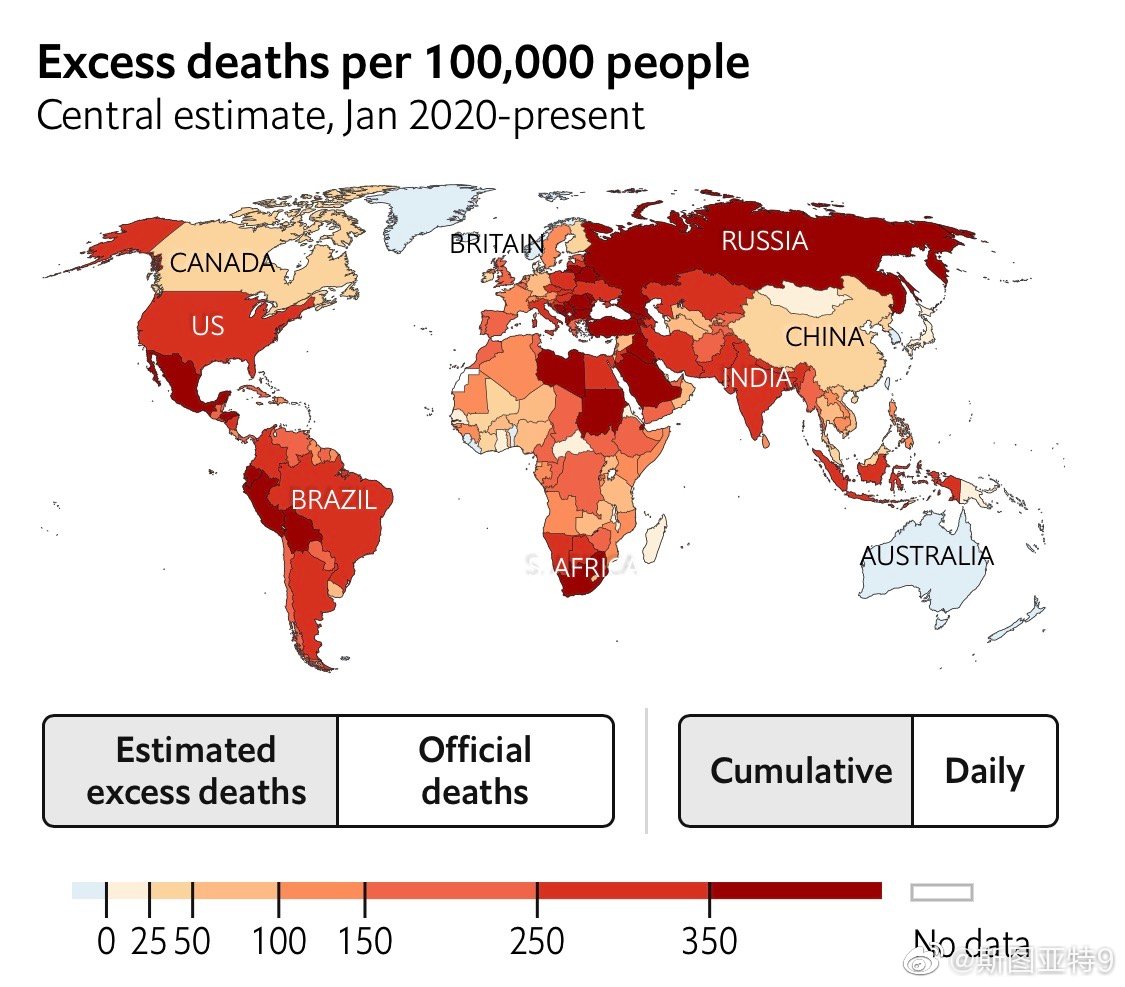 Excess deaths per 100,000 people
Central estimate, Jan 2020-present
BRITAIN
RUSSIA
CANADA
US
CHINA
INDIA
BRAZIL
AUSTRALIA
S. AFRICA
Estimated
excess deaths
Official
deaths
Cumulative
Daily
0 25 50 100 150 250 350
No data
@斯图亚特9